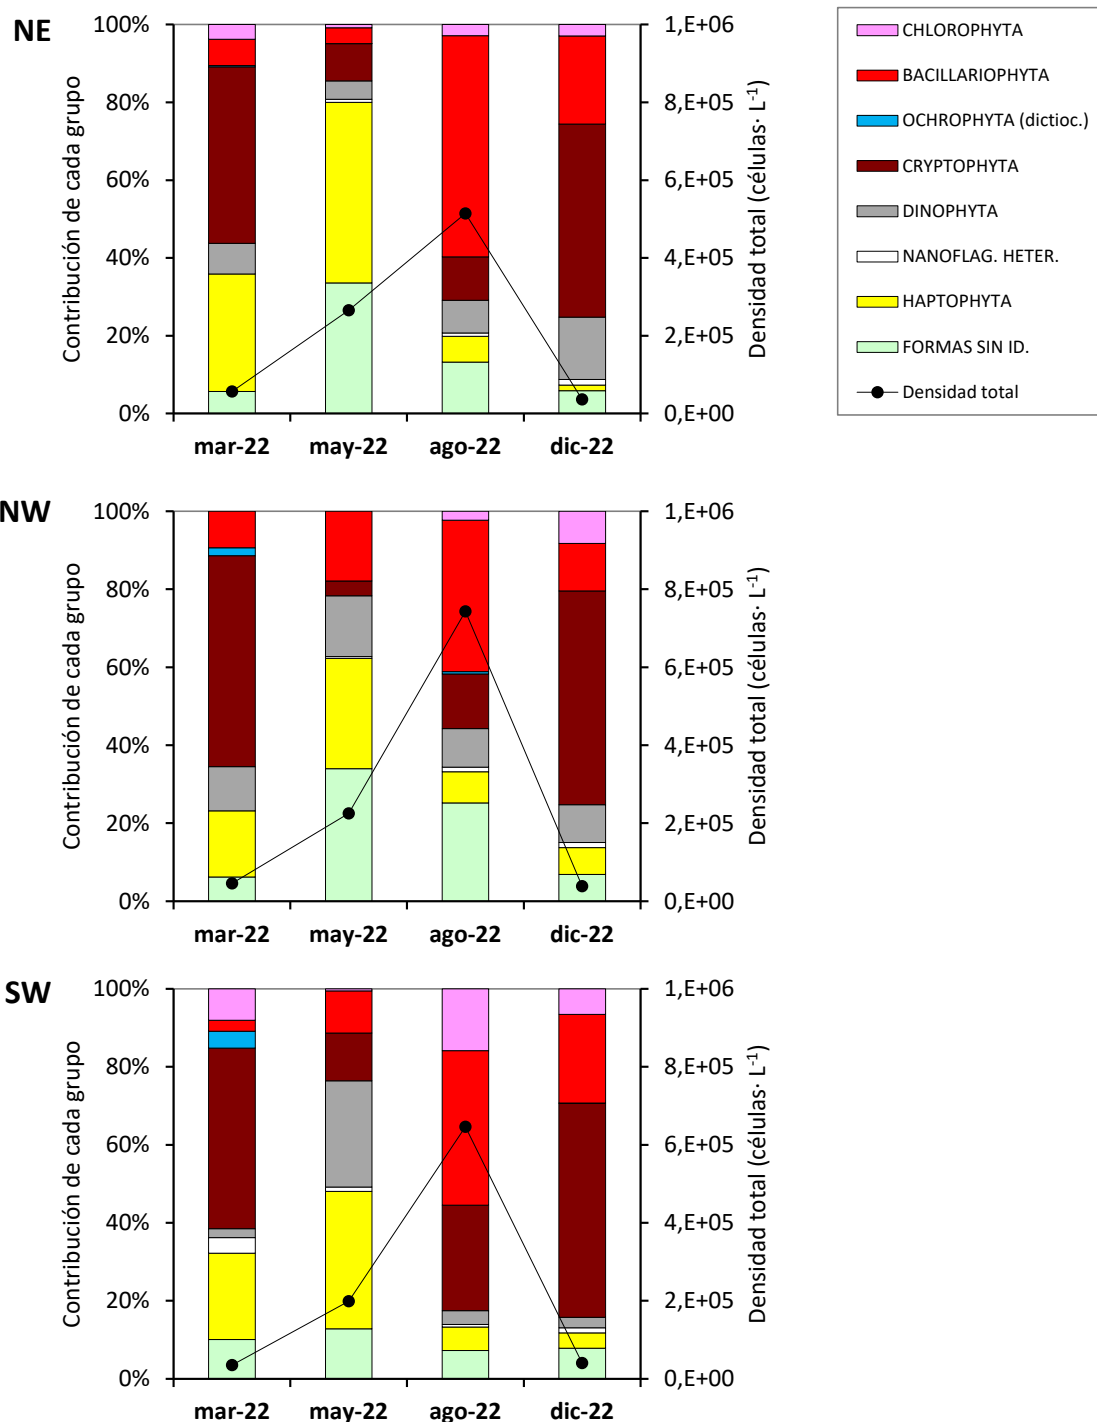 NE
Contribución de cada grupo
100%
80%
60%
40%
20%
0%
1,E+06
8,E+05
6,E+05
4,E+05
2,E+05
0,E+00
Densidad total (células· L⁻¹)
mar-22 may-22 ago-22 dic-22
CHLOROPHYTA
BACILLARIOPHYTA
OCHROPHYTA (dictioc.)
CRYPTOPHYTA
DINOPHYTA
NANOFLAG. HETER.
HAPTOPHYTA
FORMAS SIN ID.
Densidad total
NW
Contribución de cada grupo
100%
80%
60%
40%
20%
0%
1,E+06
8,E+05
6,E+05
4,E+05
2,E+05
0,E+00
Densidad total (células· L⁻¹)
mar-22 may-22 ago-22 dic-22
SW
Contribución de cada grupo
100%
80%
60%
40%
20%
0%
1,E+06
8,E+05
6,E+05
4,E+05
2,E+05
0,E+00
Densidad total (células· L⁻¹)
mar-22 may-22 ago-22 dic-22